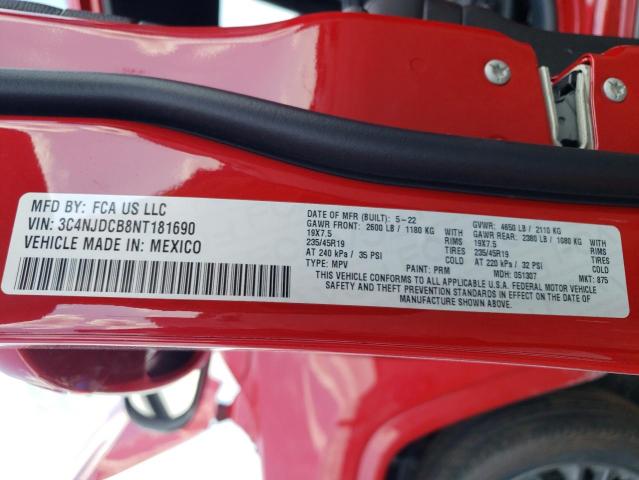 MFD BY: FCA US LLC
VIN: 3C4NJDCB8NT181690
VEHICLE MADE IN: MEXICO
DATE OF MFR (BUILT): 5-22 GVWR: 4650 LB / 2110 KG
GAWR FRONT: 2600 LB / 1180 KG WITH GAWR REAR: 2380 LB / 1080 KG WITH
19X7.5 RIMS 19X7.5 RIMS
235/45R19 TIRES 235/45R19 TIRES
AT 240 kPa / 35 PSI COLD AT 220 kPa / 32 PSI COLD
TYPE: MPV PAINT: PRM MDH: 051307 MKT: 875
THIS VEHICLE CONFORMS TO ALL APPLICABLE U.S.A. FEDERAL MOTOR VEHICLE
SAFETY AND THEFT PREVENTION STANDARDS IN EFFECT ON THE DATE OF
MANUFACTURE SHOWN ABOVE.